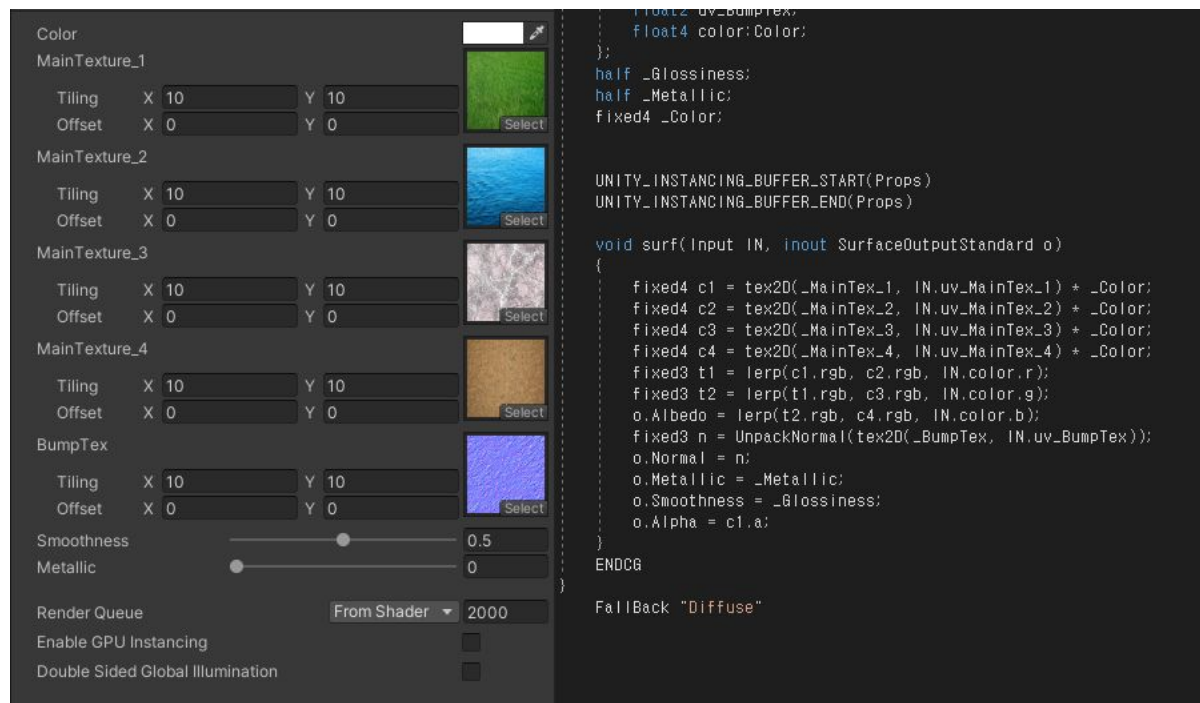 Color
MainTexture_1
Tiling X 10 Y 10
Offset X 0 Y 0
Select
MainTexture_2
Tiling X 10 Y 10
Offset X 0 Y 0
Select
MainTexture_3
Tiling X 10 Y 10
Offset X 0 Y 0
Select
MainTexture_4
Tiling X 10 Y 10
Offset X 0 Y 0
Select
BumpTex
Tiling X 10 Y 10
Offset X 0 Y 0
Select
Smoothness 0.5
Metallic 0
Render Queue From Shader 2000
Enable GPU Instancing
Double Sided Global Illumination
float2 uv_BumpTex;
float4 color:Color;
};
half _Glossiness;
half _Metallic;
fixed4 _Color;
UNITY_INSTANCING_BUFFER_START(Props)
UNITY_INSTANCING_BUFFER_END(Props)
void surf(Input IN, inout SurfaceOutputStandard o)
{
fixed4 c1 = tex2D(_MainTex_1, IN.uv_MainTex_1) * _Color;
fixed4 c2 = tex2D(_MainTex_2, IN.uv_MainTex_2) * _Color;
fixed4 c3 = tex2D(_MainTex_3, IN.uv_MainTex_3) * _Color;
fixed4 c4 = tex2D(_MainTex_4, IN.uv_MainTex_4) * _Color;
fixed3 t1 = lerp(c1.rgb, c2.rgb, IN.color.r);
fixed3 t2 = lerp(t1.rgb, c3.rgb, IN.color.g);
o.Albedo = lerp(t2.rgb, c4.rgb, IN.color.b);
fixed3 n = UnpackNormal(tex2D(_BumpTex, IN.uv_BumpTex));
o.Normal = n;
o.Metallic = _Metallic;
o.Smoothness = _Glossiness;
o.Alpha = c1.a;
}
ENDCG
}
FallBack "Diffuse"